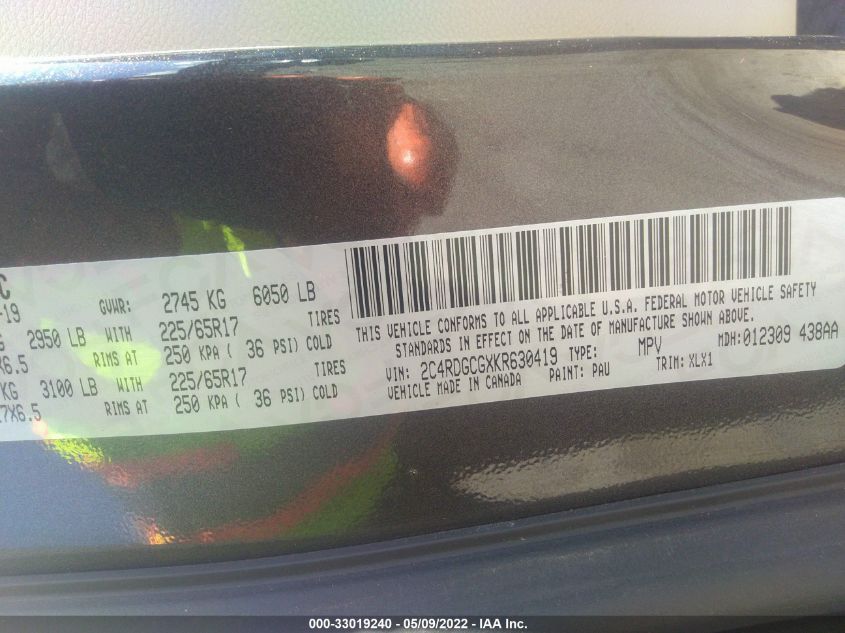 C
-19
GVWR: 2745 KG 6050 LB
G 2950 LB WITH 225/65R17 TIRES
X6.5 RIMS AT 250 KPA ( 36 PSI) COLD
KG 3100 LB WITH 225/65R17 TIRES
7X6.5 RIMS AT 250 KPA ( 36 PSI) COLD
THIS VEHICLE CONFORMS TO ALL APPLICABLE U.S.A. FEDERAL MOTOR VEHICLE SAFETY
STANDARDS IN EFFECT ON THE DATE OF MANUFACTURE SHOWN ABOVE.
VIN: 2C4RDGCGXKR630419 TYPE: MPV MDH:012309 438AA
VEHICLE MADE IN CANADA PAINT: PAU TRIM: XLX1
000-33019240 - 05/09/2022 - IAA Inc.